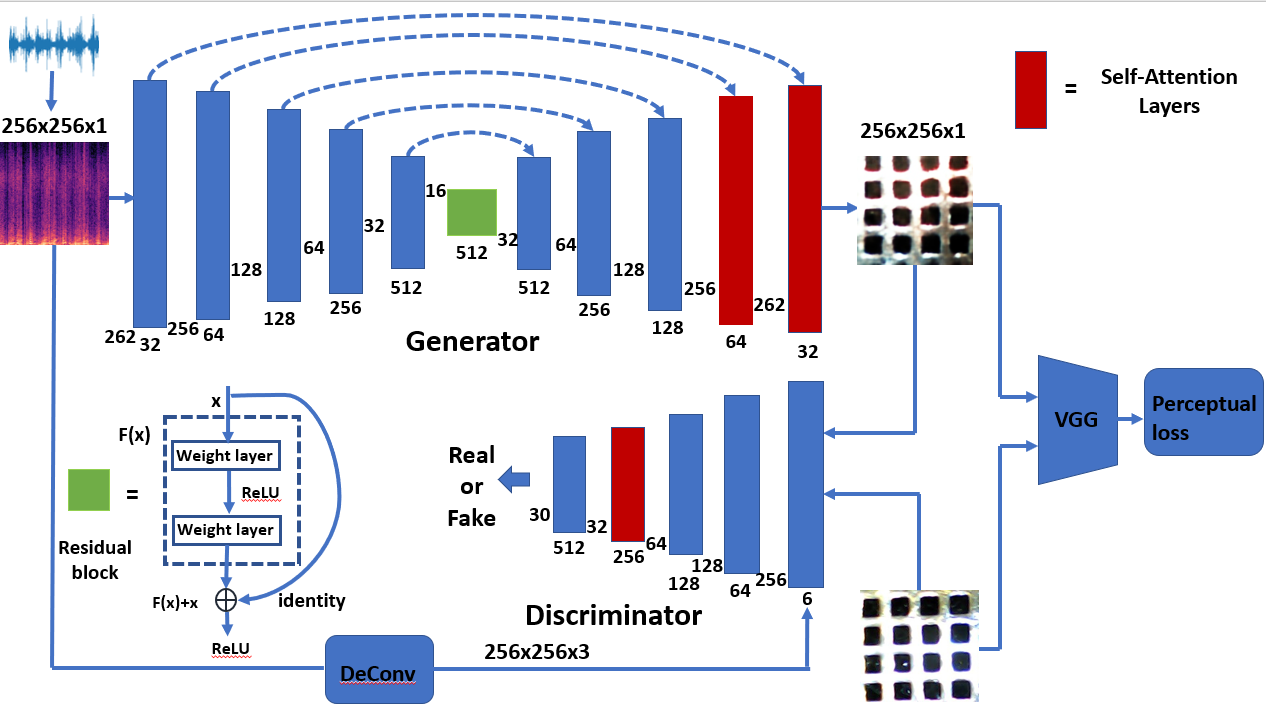 256x256x1
262
32
256
64
128
128
64
256
32
512
16
512
32
512
64
256
128
128
256
64
262
32
Generator
256x256x1
=
Self-Attention
Layers
x
F(x)
Weight layer
ReLU
Weight layer
F(x)+x
identity
ReLU
=
Residual
block
Real
or
Fake
30
512
32
256
64
128
128
64
256
6
Discriminator
DeConv
256x256x3
VGG
Perceptual
loss